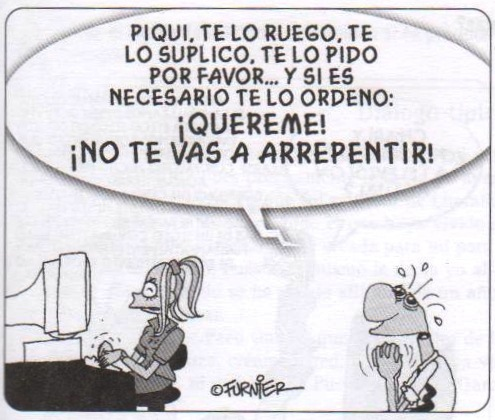 PIQUI, TE LO RUEGO, TE
LO SUPLICO, TE LO PIDO
POR FAVOR... Y SI ES
NECESARIO TE LO ORDENO:
¡QUEREME!
¡NO TE VAS A ARREPENTIR!
©FURNIER